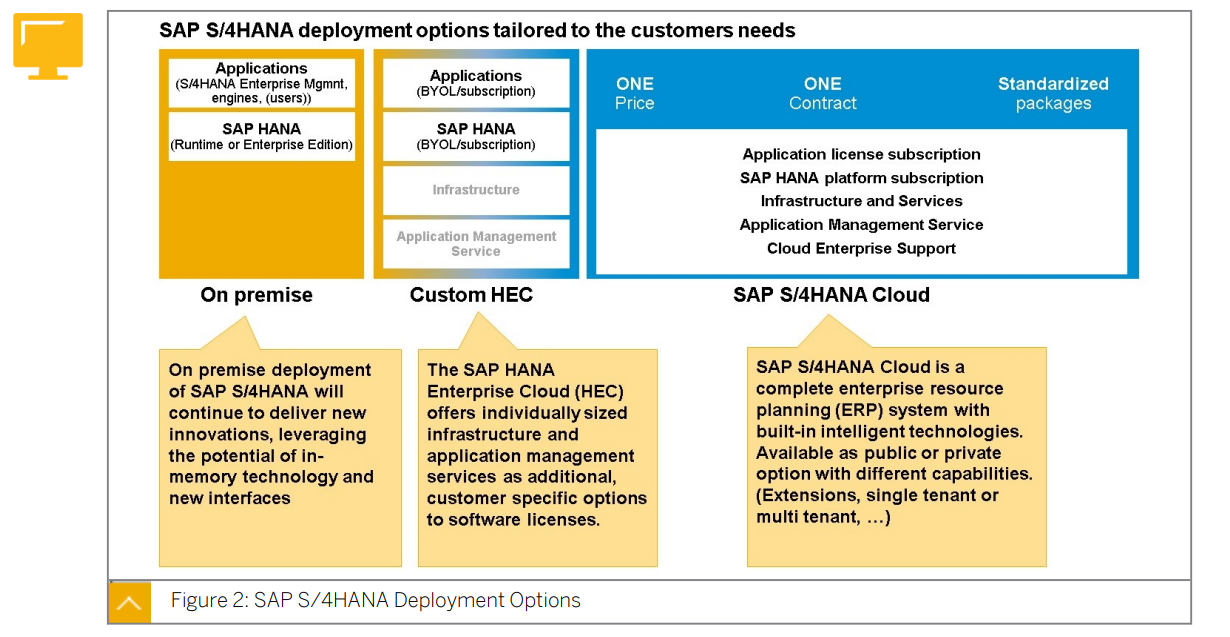 SAP S/4HANA deployment options tailored to the customers needs
Applications
(S/4HANA Enterprise Mgmnt,
engines, (users))
SAP HANA
(Runtime or Enterprise Edition)
Applications
(BYOL/subscription)
SAP HANA
(BYOL/subscription)
Infrastructure
Application Management
Service
ONE
Price
ONE
Contract
Standardized
packages
Application license subscription
SAP HANA platform subscription
Infrastructure and Services
Application Management Service
Cloud Enterprise Support
On premise
Custom HEC
SAP S/4HANA Cloud
On premise deployment
of SAP S/4HANA will
continue to deliver new
innovations, leveraging
the potential of in-
memory technology and
new interfaces
The SAP HANA
Enterprise Cloud (HEC)
offers individually sized
infrastructure and
application management
services as additional,
customer specific options
to software licenses.
SAP S/4HANA Cloud is a
complete enterprise resource
planning (ERP) system with
built-in intelligent technologies.
Available as public or private
option with different capabilities.
(Extensions, single tenant or
multi tenant, …)
Figure 2: SAP S/4HANA Deployment Options